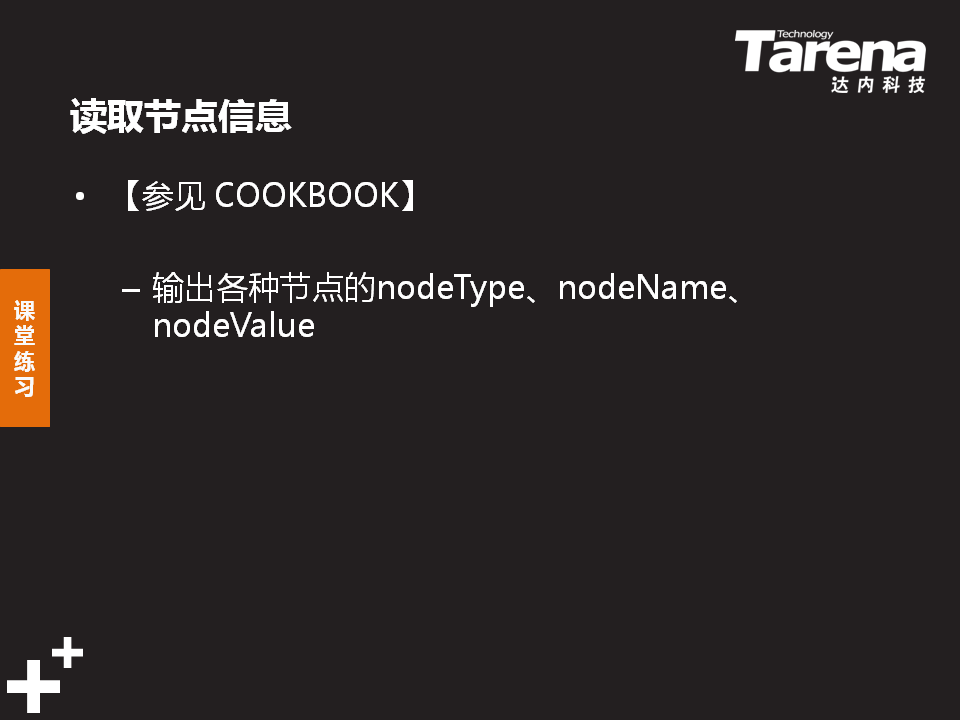 Technology
Tarena
达内科技
读取节点信息
• 【参见 COOKBOOK】
– 输出各种节点的nodeType、nodeName、
nodeValue
课
堂
练
习